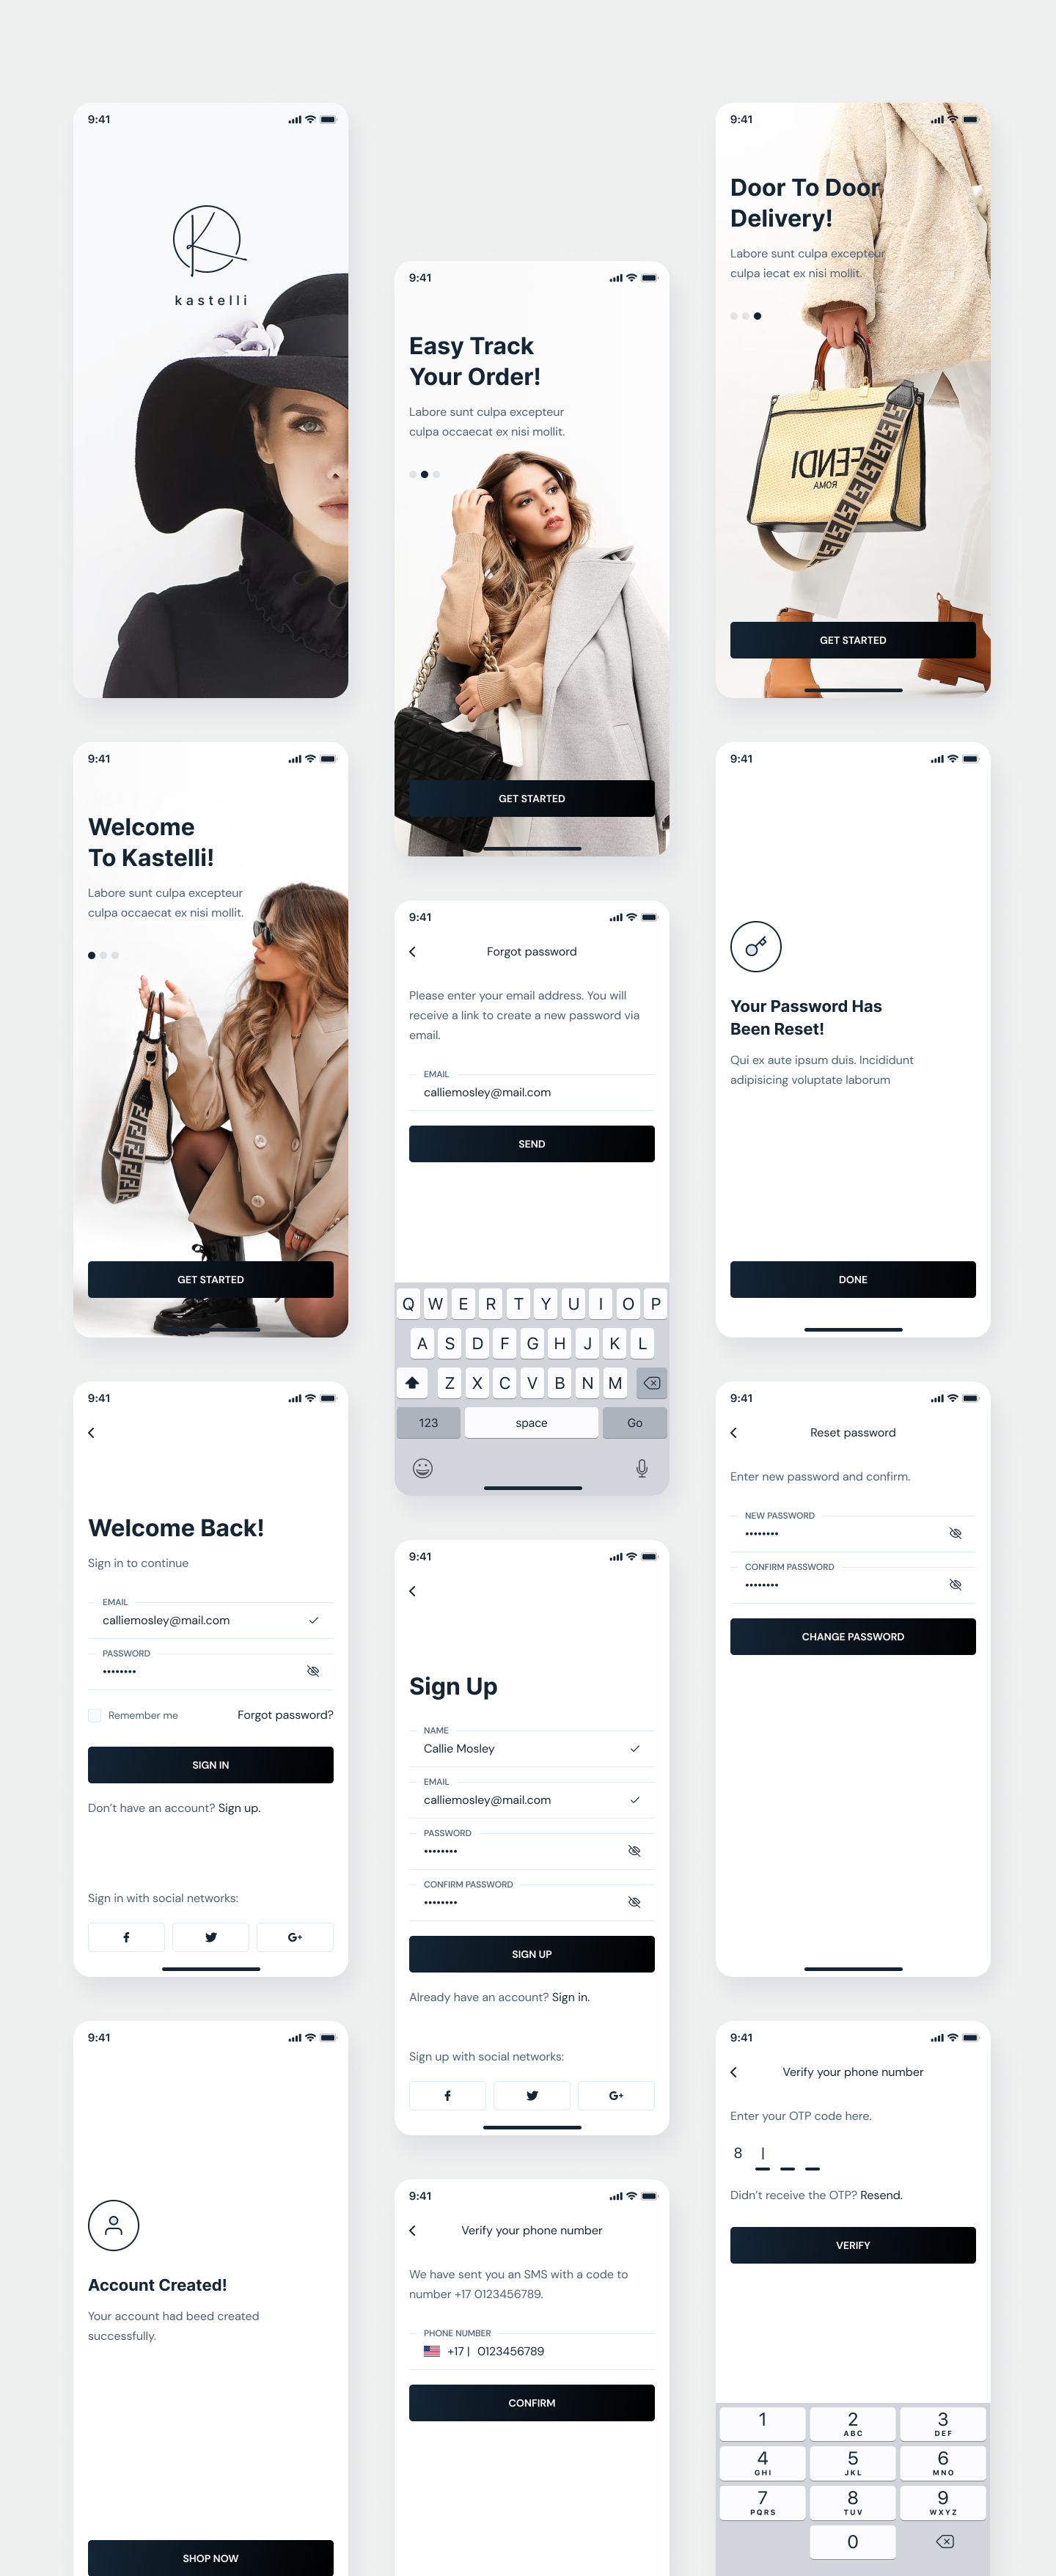 9:41
kastelli
9:41
Welcome
To Kastelli!
Labore sunt culpa excepteur
culpa occaecat ex nisi mollit.
GET STARTED
9:41
Welcome Back!
Sign in to continue
EMAIL
calliemosley@mail.com
PASSWORD
Remember me
Forgot password?
SIGN IN
Don't have an account? Sign up.
Sign in with social networks:
9:41
Account Created!
Your account had beed created
successfully.
SHOP NOW
9:41
Easy Track
Your Order!
Labore sunt culpa excepteur
culpa occaecat ex nisi mollit.
GET STARTED
9:41
Forgot password
Please enter your email address. You will
receive a link to create a new password via
email.
EMAIL
calliemosley@mail.com
SEND
Q W E R T Y U I O P
A S D F G H J K L
Z X C V B N M
123 space Go
9:41
Sign Up
NAME
Callie Mosley
EMAIL
calliemosley@mail.com
PASSWORD
CONFIRM PASSWORD
SIGN UP
Already have an account? Sign in.
Sign up with social networks:
9:41
Verify your phone number
We have sent you an SMS with a code to
number +17 0123456789.
PHONE NUMBER
+17 | 0123456789
CONFIRM
9:41
Door To Door
Delivery!
Labore sunt culpa excepteur
culpa iecat ex nisi mollit.
FENDI
ROMA
GET STARTED
9:41
Your Password Has
Been Reset!
Qui ex aute ipsum duis. Incididunt
adipisicing voluptate laborum
DONE
9:41
Reset password
Enter new password and confirm.
NEW PASSWORD
CONFIRM PASSWORD
CHANGE PASSWORD
9:41
Verify your phone number
Enter your OTP code here.
8
Didn't receive the OTP? Resend.
VERIFY
1 2 3
ABC DEF
4 5 6
GHI JKL MNO
7 8 9
PQRS TUV WXYZ
0